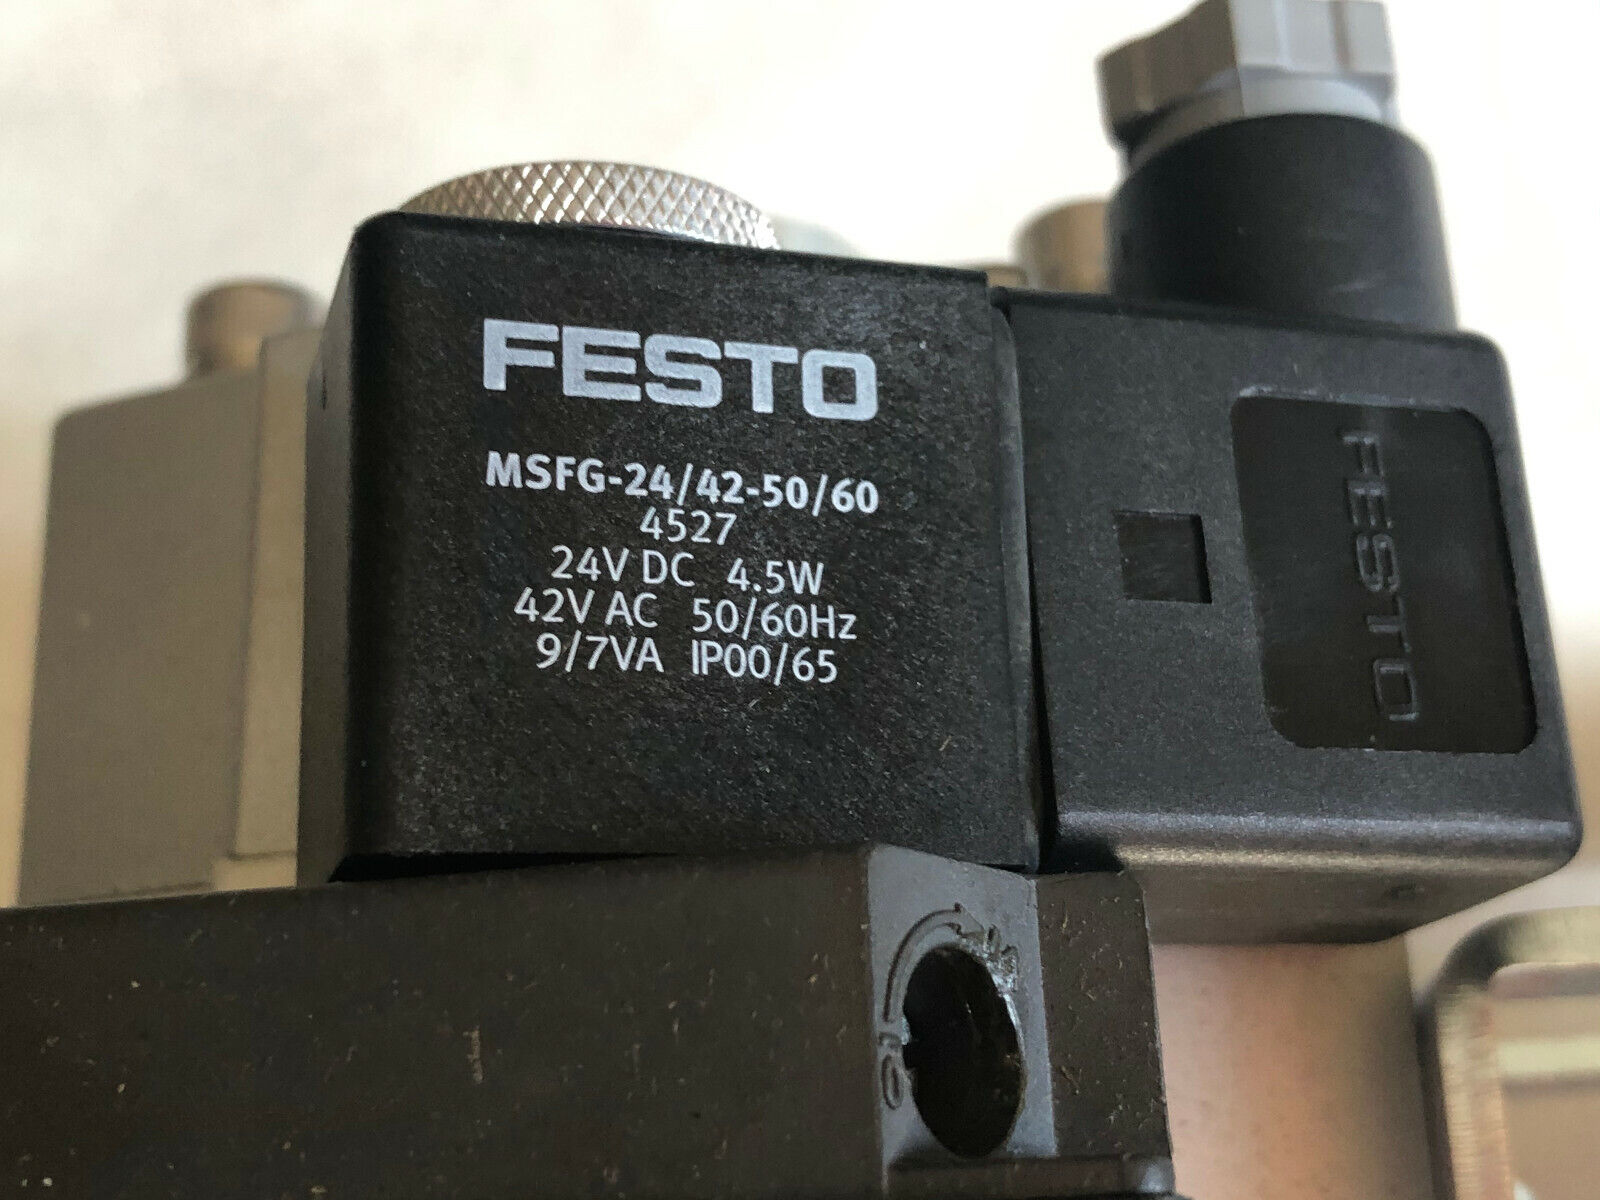 FESTO
MSFG-24/42-50/60
4527
24V DC 4.5W
42V AC 50/60Hz
9/7VA IP00/65
FESTO